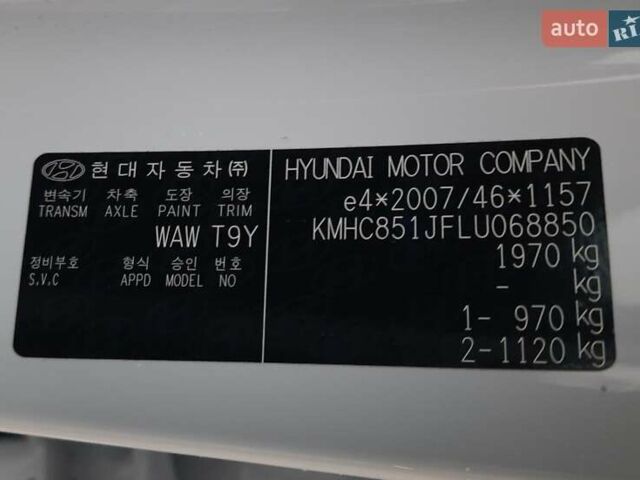 auto RIA
현대자동차(주)
변속기 차축 도장 의장
TRANSM AXLE PAINT TRIM
WAW T9Y
정비부호 형식 승인 번호
S.V.C APPD MODEL NO
HYUNDAI MOTOR COMPANY
e4*2007/46*1157
KMHC851JFLU068850
1970 kg
- kg
1- 970 kg
2-1120 kg